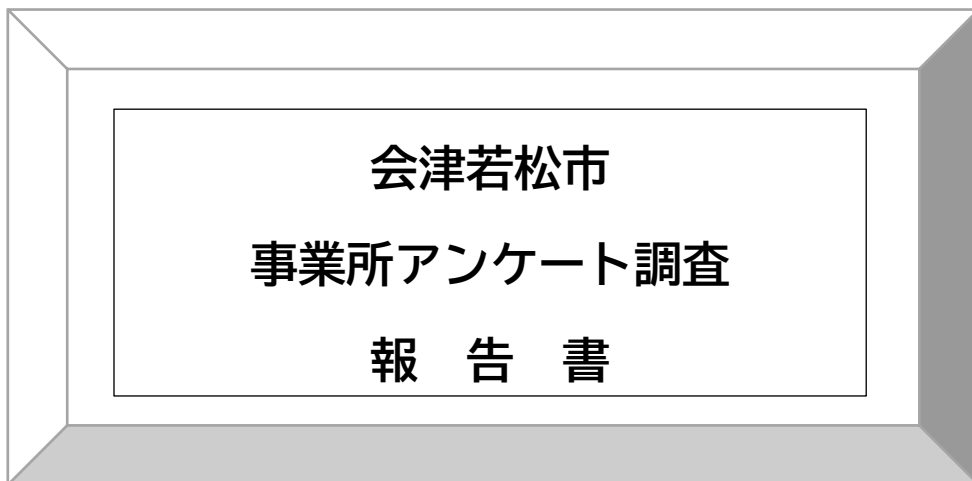 会津若松市
事業所アンケート調査
報　告　書